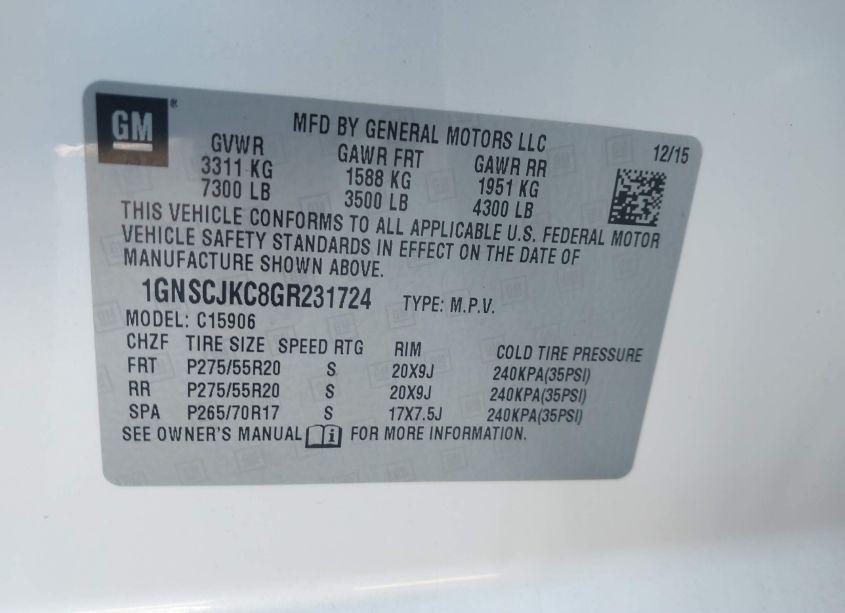 GM ®
MFD BY GENERAL MOTORS LLC
12/15
GVWR GAWR FRT GAWR RR
3311 KG 1588 KG 1951 KG
7300 LB 3500 LB 4300 LB
THIS VEHICLE CONFORMS TO ALL APPLICABLE U.S. FEDERAL MOTOR
VEHICLE SAFETY STANDARDS IN EFFECT ON THE DATE OF
MANUFACTURE SHOWN ABOVE.
1GNSCJKC8GR231724 TYPE: M.P.V.
MODEL: C15906
CHZF TIRE SIZE SPEED RTG RIM COLD TIRE PRESSURE
FRT P275/55R20 S 20X9J 240KPA(35PSI)
RR P275/55R20 S 20X9J 240KPA(35PSI)
SPA P265/70R17 S 17X7.5J 240KPA(35PSI)
SEE OWNER'S MANUAL i FOR MORE INFORMATION.